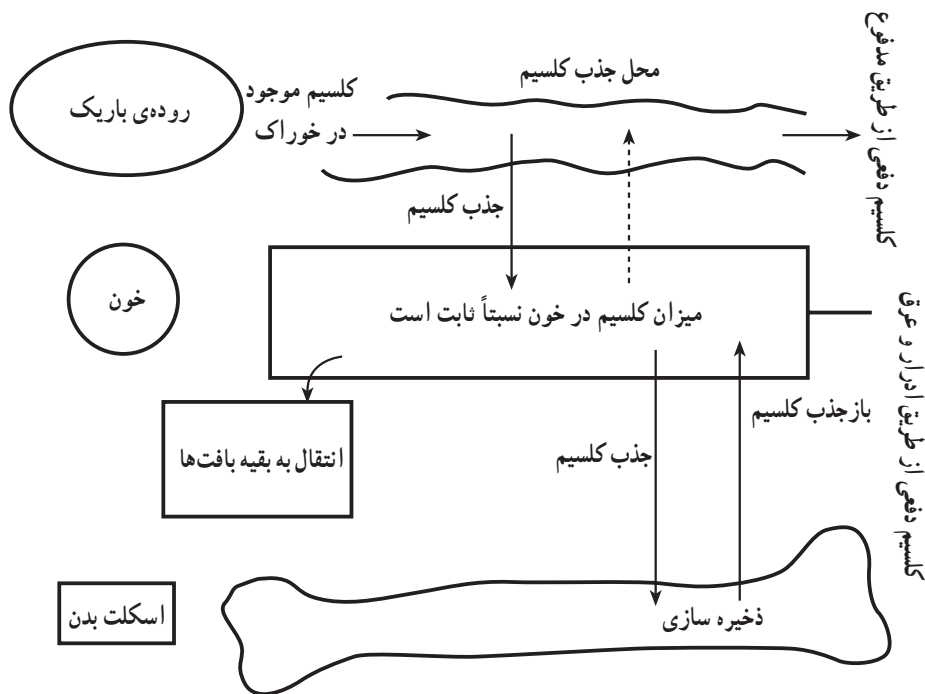 محل جذب کلسیم
کلسیم موجود
در خوراک
روده‌ی باریک
کلسیم دفعی از طریق مدفوع
جذب کلسیم
خون
میزان کلسیم در خون نسبتاً ثابت است
کلسیم دفعی از طریق ادرار و عرق
بازجذب کلسیم
جذب کلسیم
انتقال به بقیه بافت‌ها
ذخیره سازی
اسکلت بدن